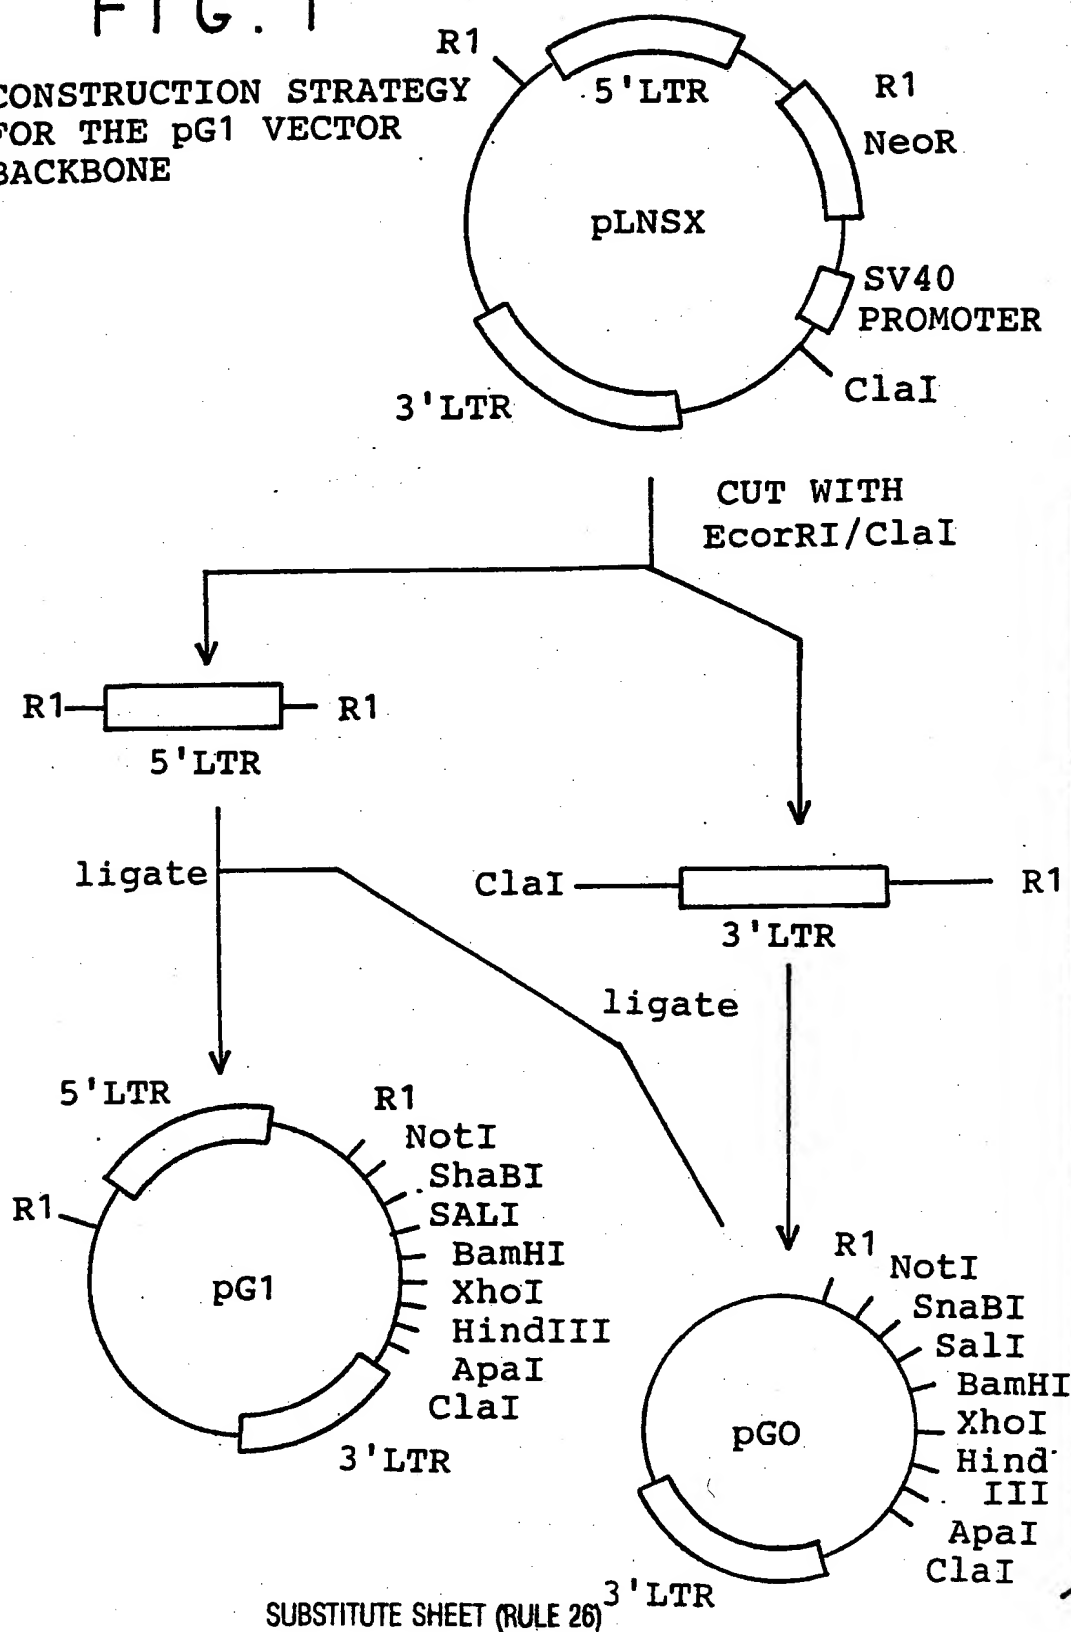 FIG. 1
CONSTRUCTION STRATEGY
FOR THE pG1 VECTOR
BACKBONE
R1
5'LTR
R1
NeoR
pLNSX
SV40
PROMOTER
ClaI
3'LTR
CUT WITH
EcorRI/ClaI
R1
R1
5'LTR
ligate
ClaI
R1
3'LTR
ligate
5'LTR
R1
NotI
ShaBI
SALI
BamHI
XhoI
HindIII
ApaI
ClaI
R1
pG1
3'LTR
R1
NotI
SnaBI
SalI
BamHI
XhoI
Hind
III
ApaI
ClaI
pGO
3'LTR
SUBSTITUTE SHEET (RULE 26)